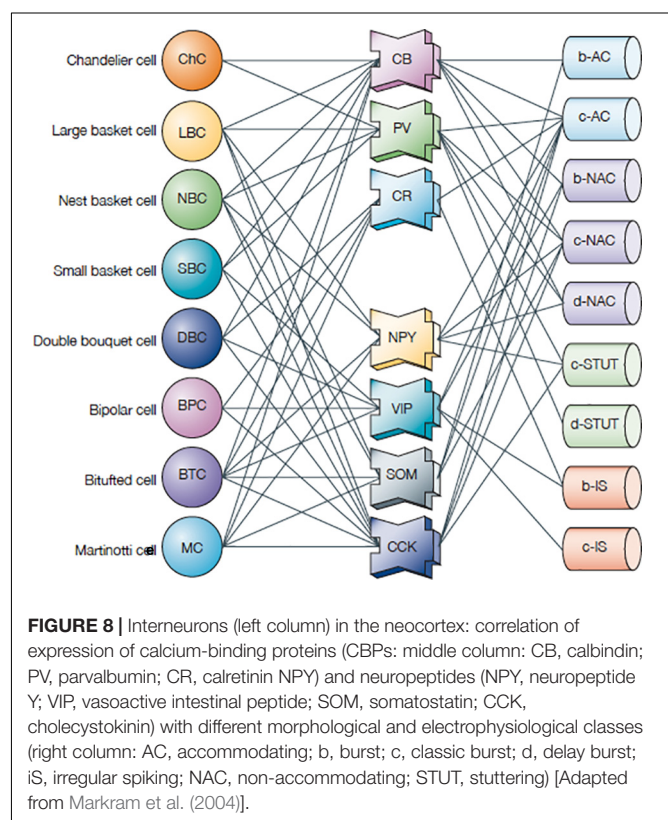 Chandelier cell ChC
Large basket cell LBC
Nest basket cell NBC
Small basket cell SBC
Double bouquet cell DBC
Bipolar cell BPC
Bitufted cell BTC
Martinotti cell MC
CB
PV
CR
NPY
VIP
SOM
CCK
b-AC
c-AC
b-NAC
c-NAC
d-NAC
c-STUT
d-STUT
b-IS
c-IS
FIGURE 8 | Interneurons (left column) in the neocortex: correlation of
expression of calcium-binding proteins (CBPs: middle column: CB, calbindin;
PV, parvalbumin; CR, calretinin NPY) and neuropeptides (NPY, neuropeptide
Y; VIP, vasoactive intestinal peptide; SOM, somatostatin; CCK,
cholecystokinin) with different morphological and electrophysiological classes
(right column: AC, accommodating; b, burst; c, classic burst; d, delay burst;
iS, irregular spiking; NAC, non-accommodating; STUT, stuttering) [Adapted
from Markram et al. (2004)].